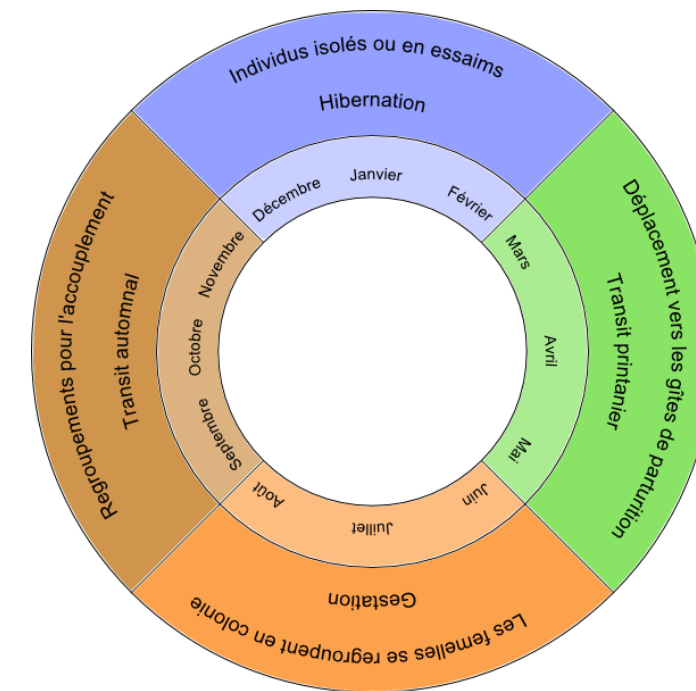 Individus isolés ou en essaims
Hibernation
Décembre
Janvier
Février
Déplacement vers les gîtes de parturition
Transit printanier
Mars
Avril
Mai
Les femelles se regroupent en colonie
Gestation
Juin
Juillet
Août
Regroupements pour l'accouplement
Transit automnal
Septembre
Octobre
Novembre